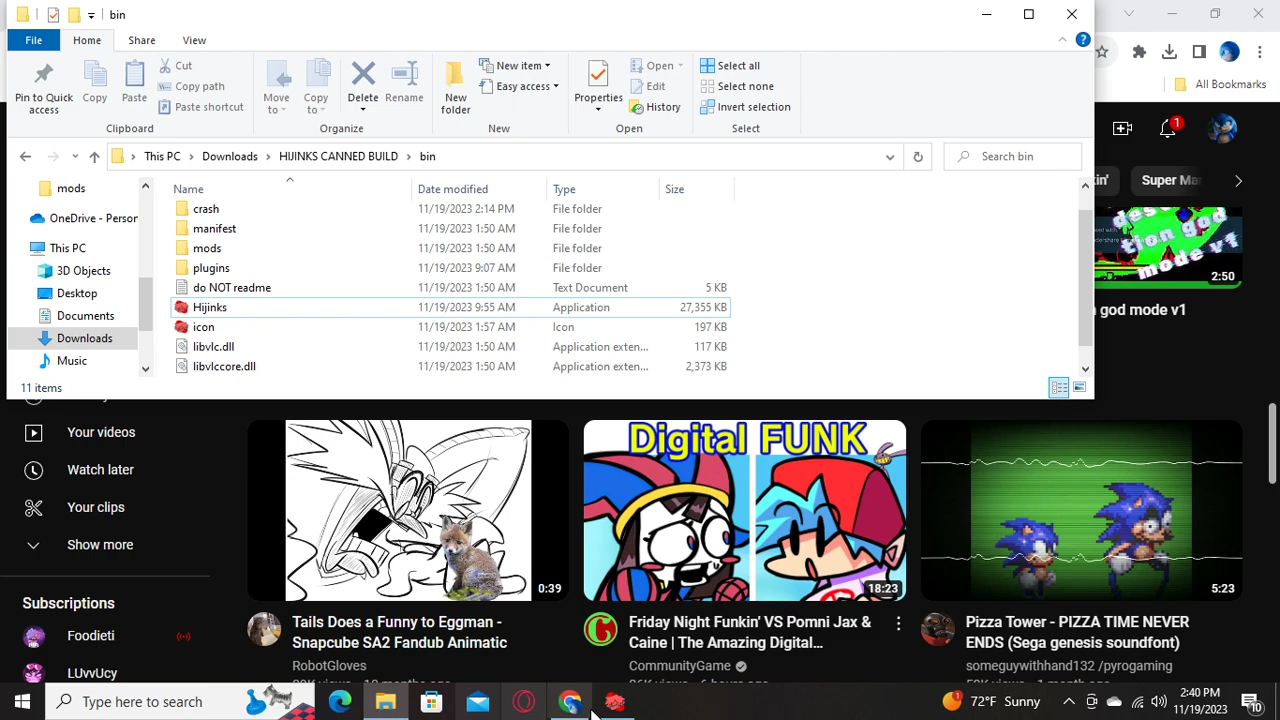 bin
File
Home
Share
View
Pin to Quick access
Copy
Paste
Cut
Copy path
Paste shortcut
Clipboard
Move to
Copy to
Delete
Rename
Organize
New folder
New item
Easy access
New
Properties
Open
Edit
History
Open
Select all
Select none
Invert selection
Select
All Bookmarks
This PC
Downloads
HIJINKS CANNED BUILD
bin
Search bin
1
mods
OneDrive - Person
This PC
3D Objects
Desktop
Documents
Downloads
Music
Name Date modified Type Size
crash 11/19/2023 2:14 PM File folder
manifest 11/19/2023 1:50 AM File folder
mods 11/19/2023 1:50 AM File folder
plugins 11/19/2023 9:07 AM File folder
do NOT readme 11/19/2023 1:50 AM Text Document 5 KB
Hijinks 11/19/2023 9:55 AM Application 27,355 KB
icon 11/19/2023 1:57 AM Icon 197 KB
libvlc.dll 11/19/2023 1:50 AM Application exten... 117 KB
libvlccore.dll 11/19/2023 1:50 AM Application exten... 2,373 KB
11 items
kin'
Super Ma
god
mode v1
2:50
n god mode v1
Your videos
Watch later
Your clips
Show more
Subscriptions
Foodieti
LUvvUcy
0:39
Tails Does a Funny to Eggman -
Snapcube SA2 Fandub Animatic
RobotGloves
Digital FUNK
18:23
Friday Night Funkin' VS Pomni Jax &
Caine | The Amazing Digital...
CommunityGame
5:23
Pizza Tower - PIZZA TIME NEVER
ENDS (Sega genesis soundfont)
someguywithhand132 /pyrogaming
Type here to search
72°F Sunny
2:40 PM
11/19/2023
10